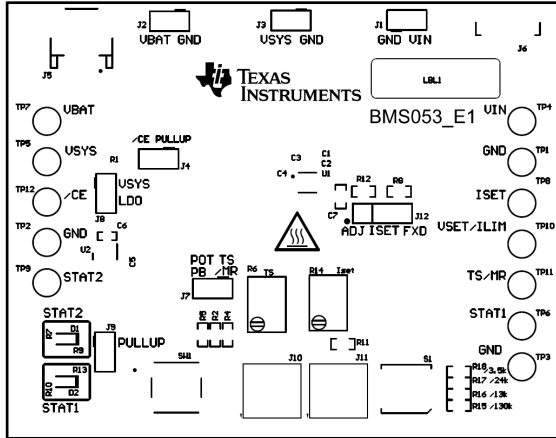 J2
VBAT GND
J3
VSYS GND
J1
GND VIN
J5
J6
TEXAS
INSTRUMENTS
LBL1
BMS053_E1
TP7
VBAT
VIN
TP4
TP5
VSYS
/CE PULLUP
J4
GND
TP1
R1
VSYS
LDO
J8
C3
C1
C2
C4
U1
R12
R8
C7
J12
ADJ ISET FXD
TP12
/CE
ISET
TP8
TP2
GND
C6
U2
C5
VSET/ILIM
TP10
TP9
STAT2
POT TS
PB /MR
J7
R6
TS
R14
Iset
TS/MR
TP11
STAT2
R7
D1
R9
J9
PULLUP
R5
R2
R4
R11
STAT1
TP6
R10
R13
D2
STAT1
SW1
J10
J11
S1
GND
TP3
R18/3.5k
R17/24k
R16/13k
R15/130k